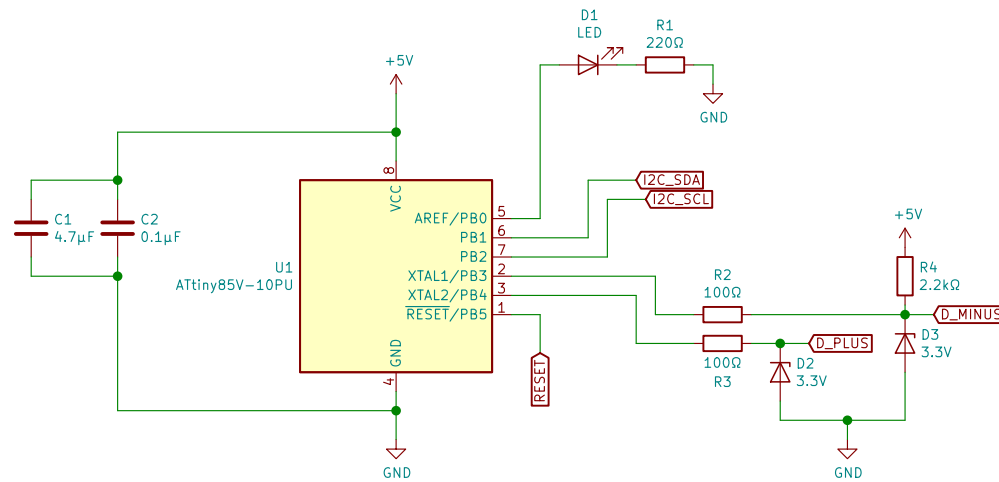 D1
LED
R1
220Ω
GND
+5V
C1
4.7µF
C2
0.1µF
U1
ATtiny85V-10PU
8
VCC
AREF/PB0
5
PB1
6
PB2
7
XTAL1/PB3
2
XTAL2/PB4
3
RESET/PB5
1
GND
4
GND
I2C_SDA
I2C_SCL
RESET
R2
100Ω
100Ω
R3
D_PLUS
D2
3.3V
+5V
R4
2.2kΩ
D_MINUS
D3
3.3V
GND